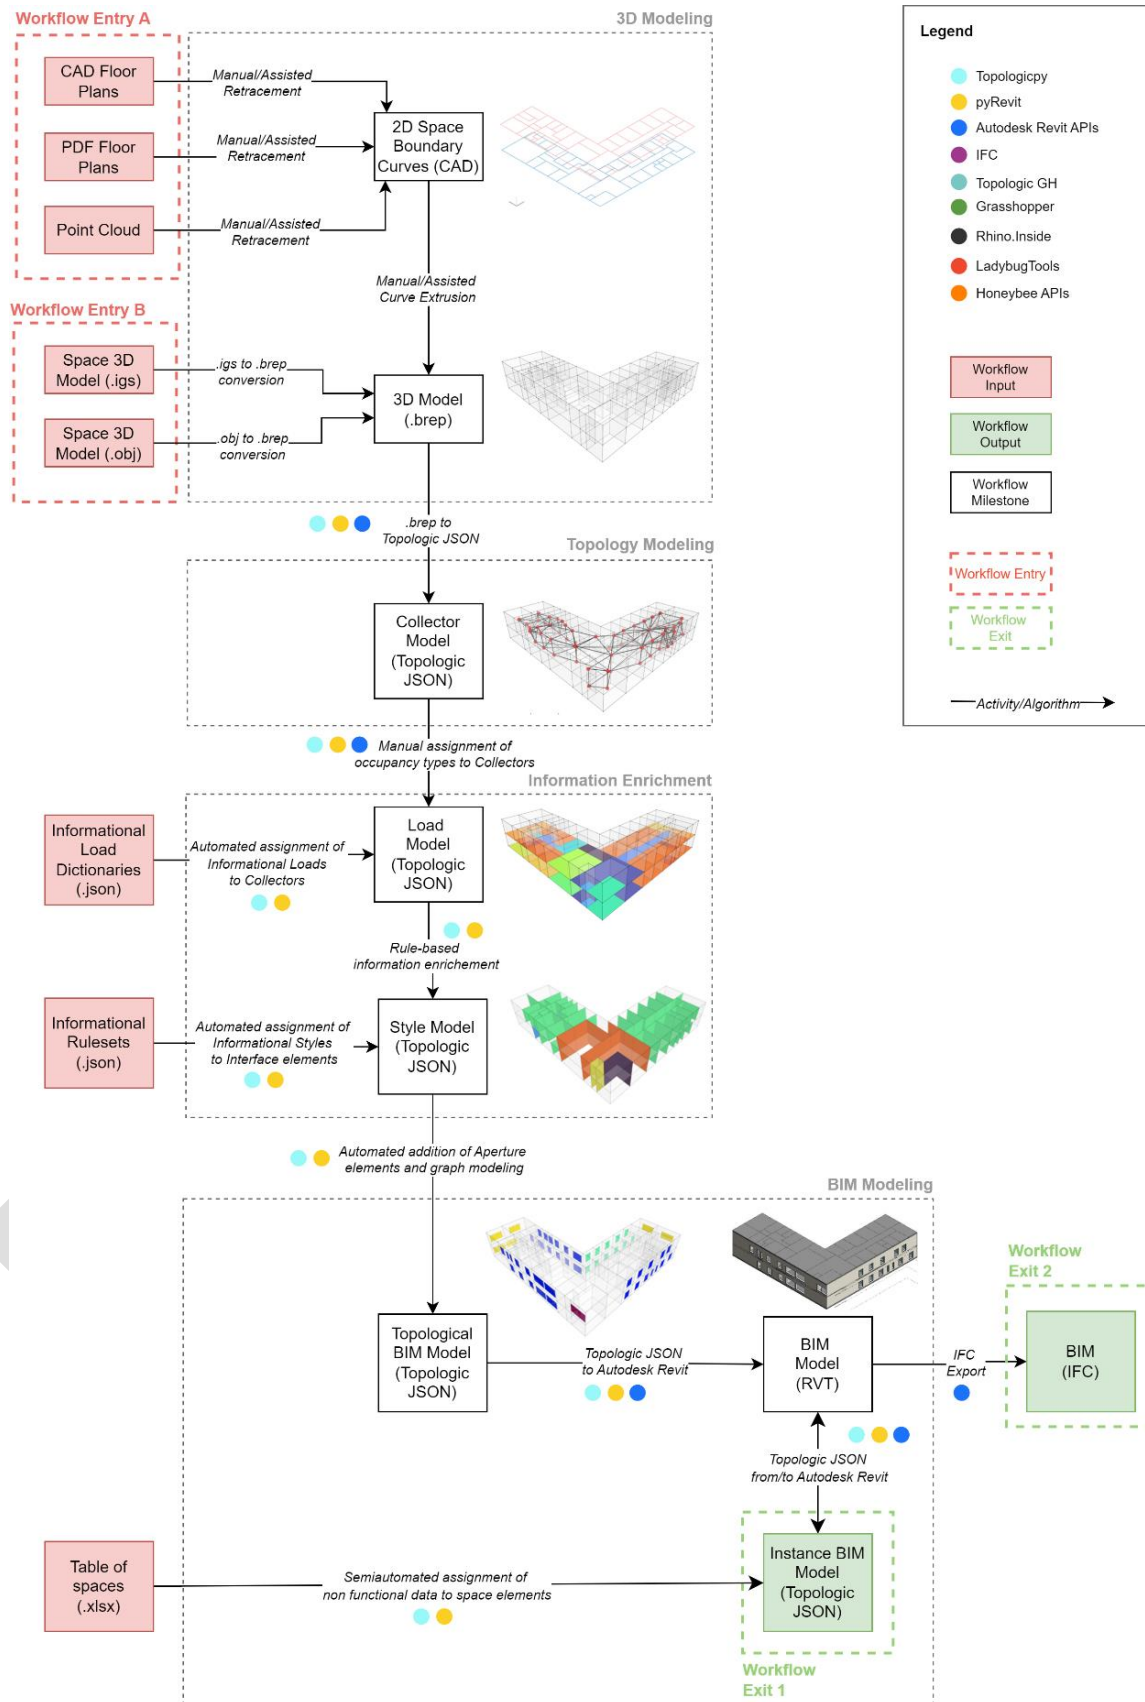 Workflow Entry A
3D Modeling
CAD Floor
Plans
Manual/Assisted
Retracement
PDF Floor
Plans
Manual/Assisted
Retracement
Point Cloud
Manual/Assisted
Retracement
2D Space
Boundary
Curves (CAD)
Manual/Assisted
Curve Extrusion
Workflow Entry B
Space 3D
Model (.igs)
.igs to .brep
conversion
Space 3D
Model (.obj)
.obj to .brep
conversion
3D Model
(.brep)
.brep to
Topologic JSON
Topology Modeling
Collector
Model
(Topologic
JSON)
Manual assignment of
occupancy types to Collectors
Information Enrichment
Informational
Load
Dictionaries
(.json)
Automated assignment of
Informational Loads
to Collectors
Load
Model
(Topologic
JSON)
Rule-based
information enrichement
Informational
Rulesets
(.json)
Automated assignment of
Informational Styles
to Interface elements
Style Model
(Topologic
JSON)
Automated addition of Aperture
elements and graph modeling
BIM Modeling
Topological
BIM Model
(Topologic
JSON)
Topologic JSON
to Autodesk Revit
BIM
Model
(RVT)
IFC
Export
Workflow
Exit 2
BIM
(IFC)
Topologic JSON
from/to Autodesk Revit
Table of
spaces
(.xlsx)
Semiautomated assignment of
non functional data to space elements
Instance BIM
Model
(Topologic
JSON)
Workflow
Exit 1
Legend
Topologicpy
pyRevit
Autodesk Revit APIs
IFC
Topologic GH
Grasshopper
Rhino.Inside
LadybugTools
Honeybee APIs
Workflow
Input
Workflow
Output
Workflow
Milestone
Workflow Entry
Workflow
Exit
Activity/Algorithm